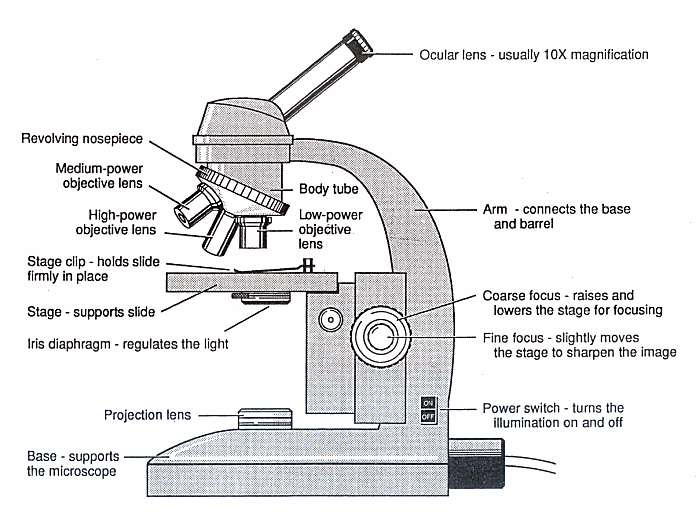 Ocular lens - usually 10X magnification
Revolving nosepiece
Medium-power
objective lens
Body tube
High-power
objective lens
Low-power
objective
lens
Arm - connects the base
and barrel
Stage clip - holds slide
firmly in place
Stage - supports slide
Iris diaphragm - regulates the light
Coarse focus - raises and
lowers the stage for focusing
Fine focus - slightly moves
the stage to sharpen the image
ON
OFF
Projection lens
Power switch - turns the
illumination on and off
Base - supports
the microscope